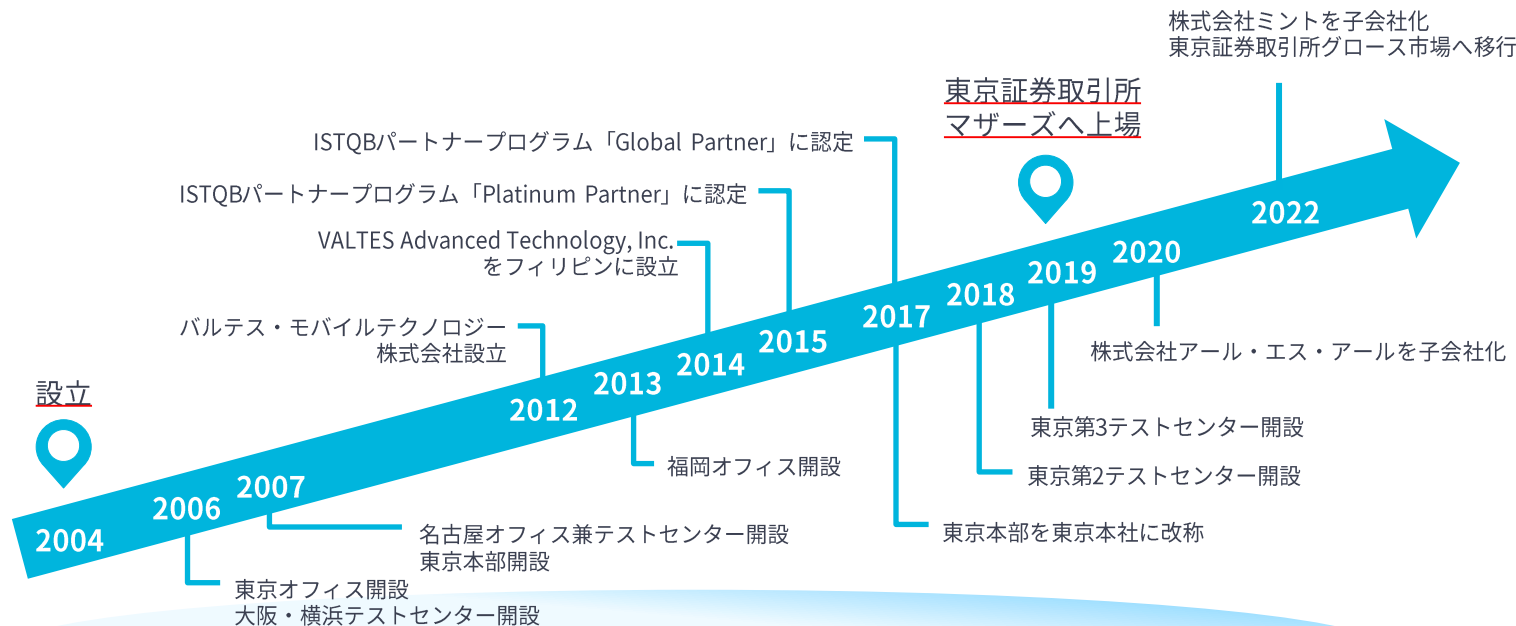 株式会社ミントを子会社化
東京証券取引所グロース市場へ移行
東京証券取引所
マザーズへ上場
ISTQBパートナープログラム「Global Partner」に認定
ISTQBパートナープログラム「Platinum Partner」に認定
VALTES Advanced Technology, Inc.
をフィリピンに設立
バルテス・モバイルテクノロジー
株式会社設立
設立
2004
2006
2007
2012
2013
2014
2015
2017
2018
2019
2020
2022
株式会社アール・エス・アールを子会社化
東京第3テストセンター開設
東京第2テストセンター開設
福岡オフィス開設
東京本部を東京本社に改称
名古屋オフィス兼テストセンター開設
東京本部開設
東京オフィス開設
大阪・横浜テストセンター開設